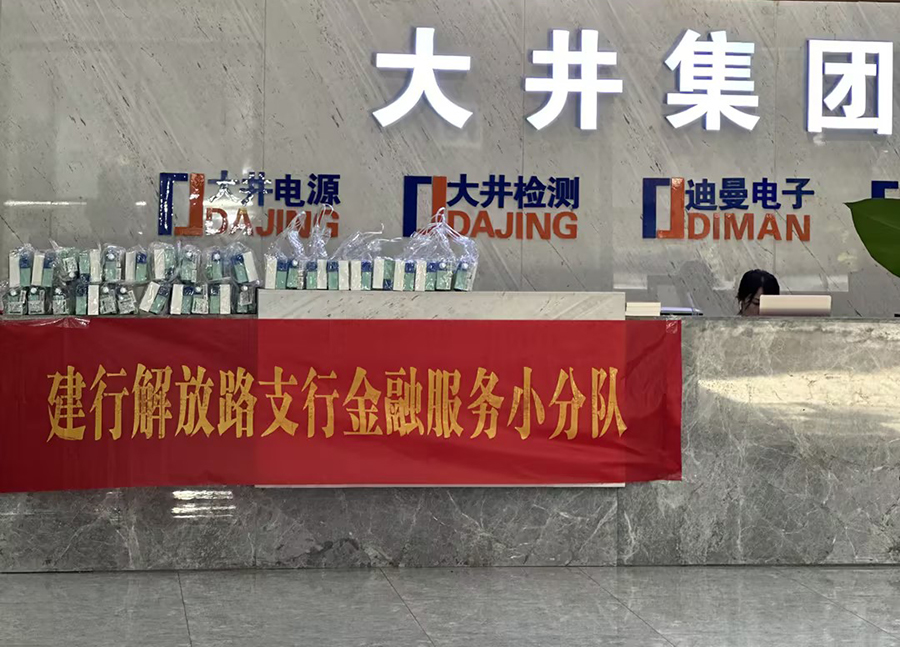 大井集团
大井电源
DAJING
大井检测
DAJING
迪曼电子
DIMAN
建行解放路支行金融服务小分队